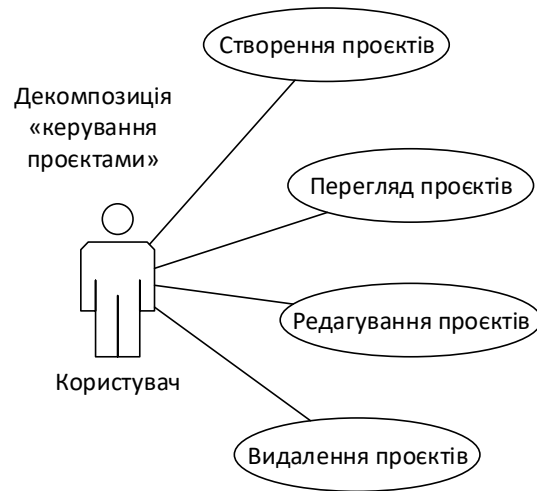 Створення проєктів
Декомпозиція
«керування
проєктами»
Перегляд проєктів
Редагування проєктів
Користувач
Видалення проєктів